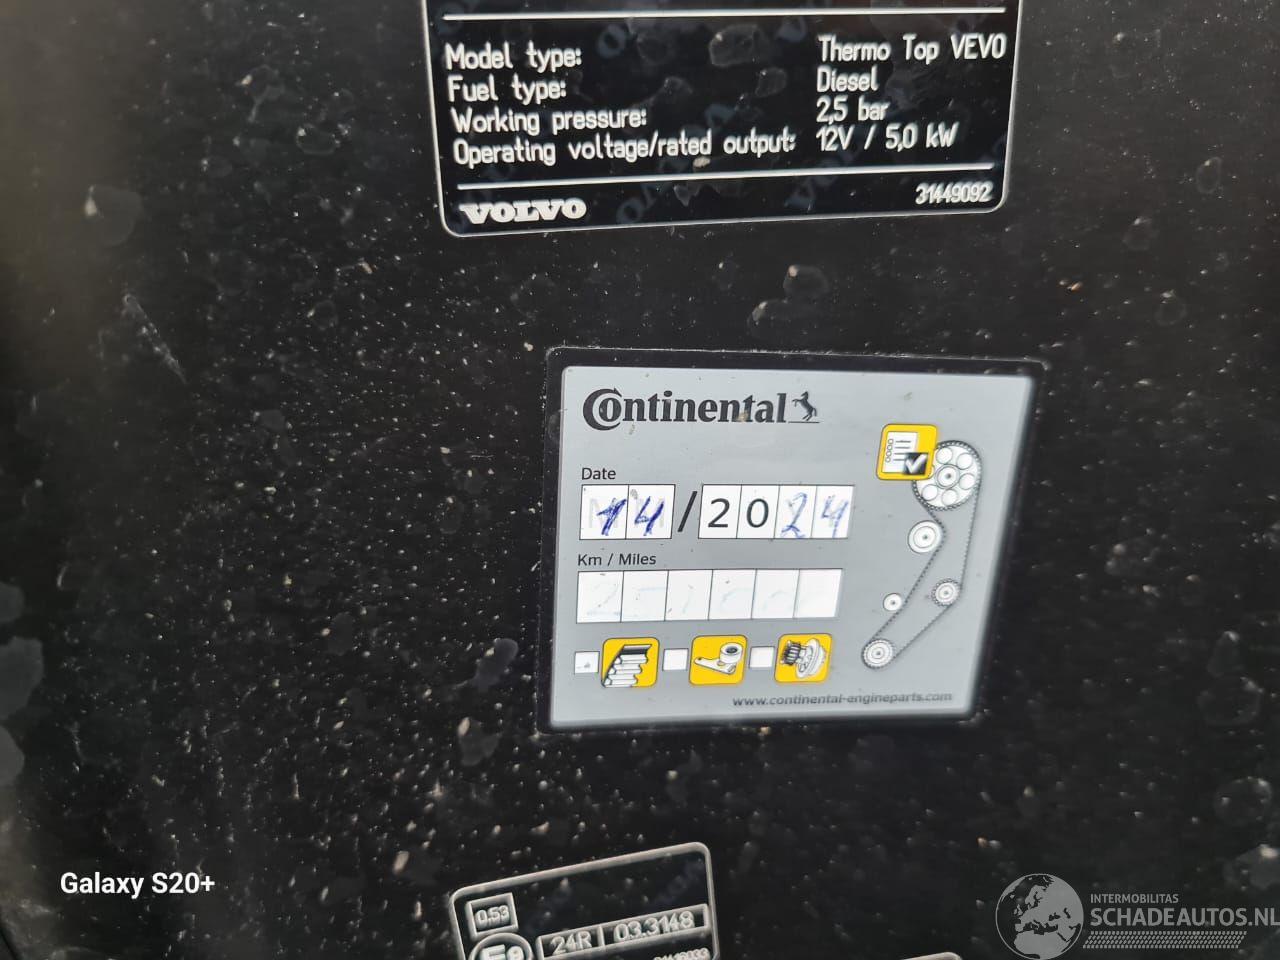 Model type: Thermo Top VEVO
Fuel type: Diesel
Working pressure: 2,5 bar
Operating voltage/rated output: 12V / 5,0 kW
VOLVO 31449092
Continental
Date
14/2024
Km / Miles
www.continental-engineparts.com
0.53
24R 03.3148
Galaxy S20+
INTERMOBILITAS
SCHADEAUTOS.NL